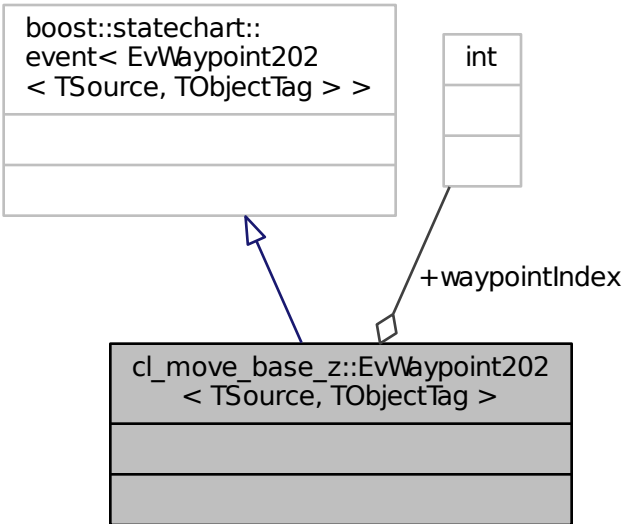 boost::statechart::
event< EvWaypoint202
< TSource, TObjectTag > >
int
+waypointIndex
cl_move_base_z::EvWaypoint202
< TSource, TObjectTag >